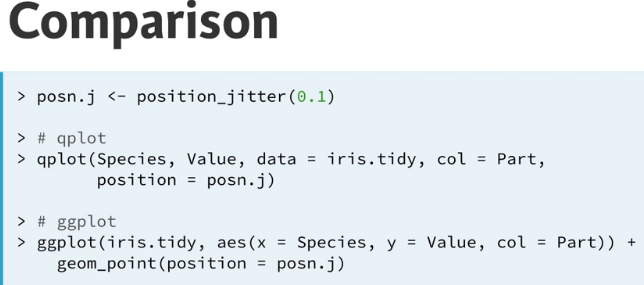 Comparison
> posn.j <- position_jitter(0.1)
> # qplot
> qplot(Species, Value, data = iris.tidy, col = Part,
position = posn.j)
> # ggplot
> ggplot(iris.tidy, aes(x = Species, y = Value, col = Part)) +
geom_point(position = posn.j)